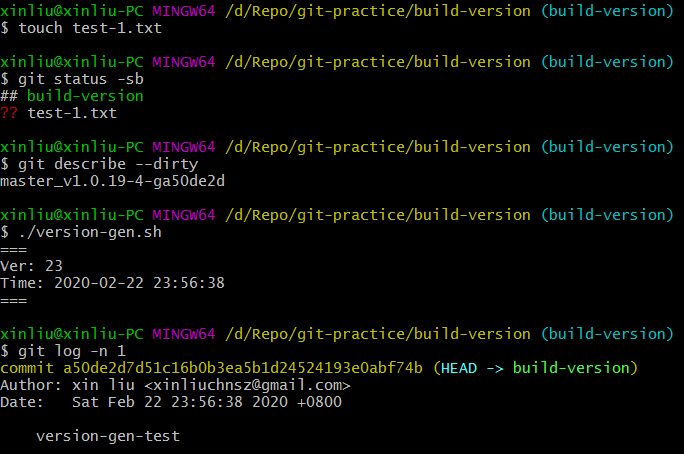 xinliu@xinliu-PC MINGW64 /d/Repo/git-practice/build-version (build-version)
$ touch test-1.txt
xinliu@xinliu-PC MINGW64 /d/Repo/git-practice/build-version (build-version)
$ git status -sb
## build-version
?? test-1.txt
xinliu@xinliu-PC MINGW64 /d/Repo/git-practice/build-version (build-version)
$ git describe --dirty
master_v1.0.19-4-ga50de2d
xinliu@xinliu-PC MINGW64 /d/Repo/git-practice/build-version (build-version)
$ ./version-gen.sh
===
Ver: 23
Time: 2020-02-22 23:56:38
===
xinliu@xinliu-PC MINGW64 /d/Repo/git-practice/build-version (build-version)
$ git log -n 1
commit a50de2d7d51c16b0b3ea5b1d24524193e0abf74b (HEAD -> build-version)
Author: xin liu <xinliuchnsz@gmail.com>
Date:   Sat Feb 22 23:56:38 2020 +0800
    version-gen-test